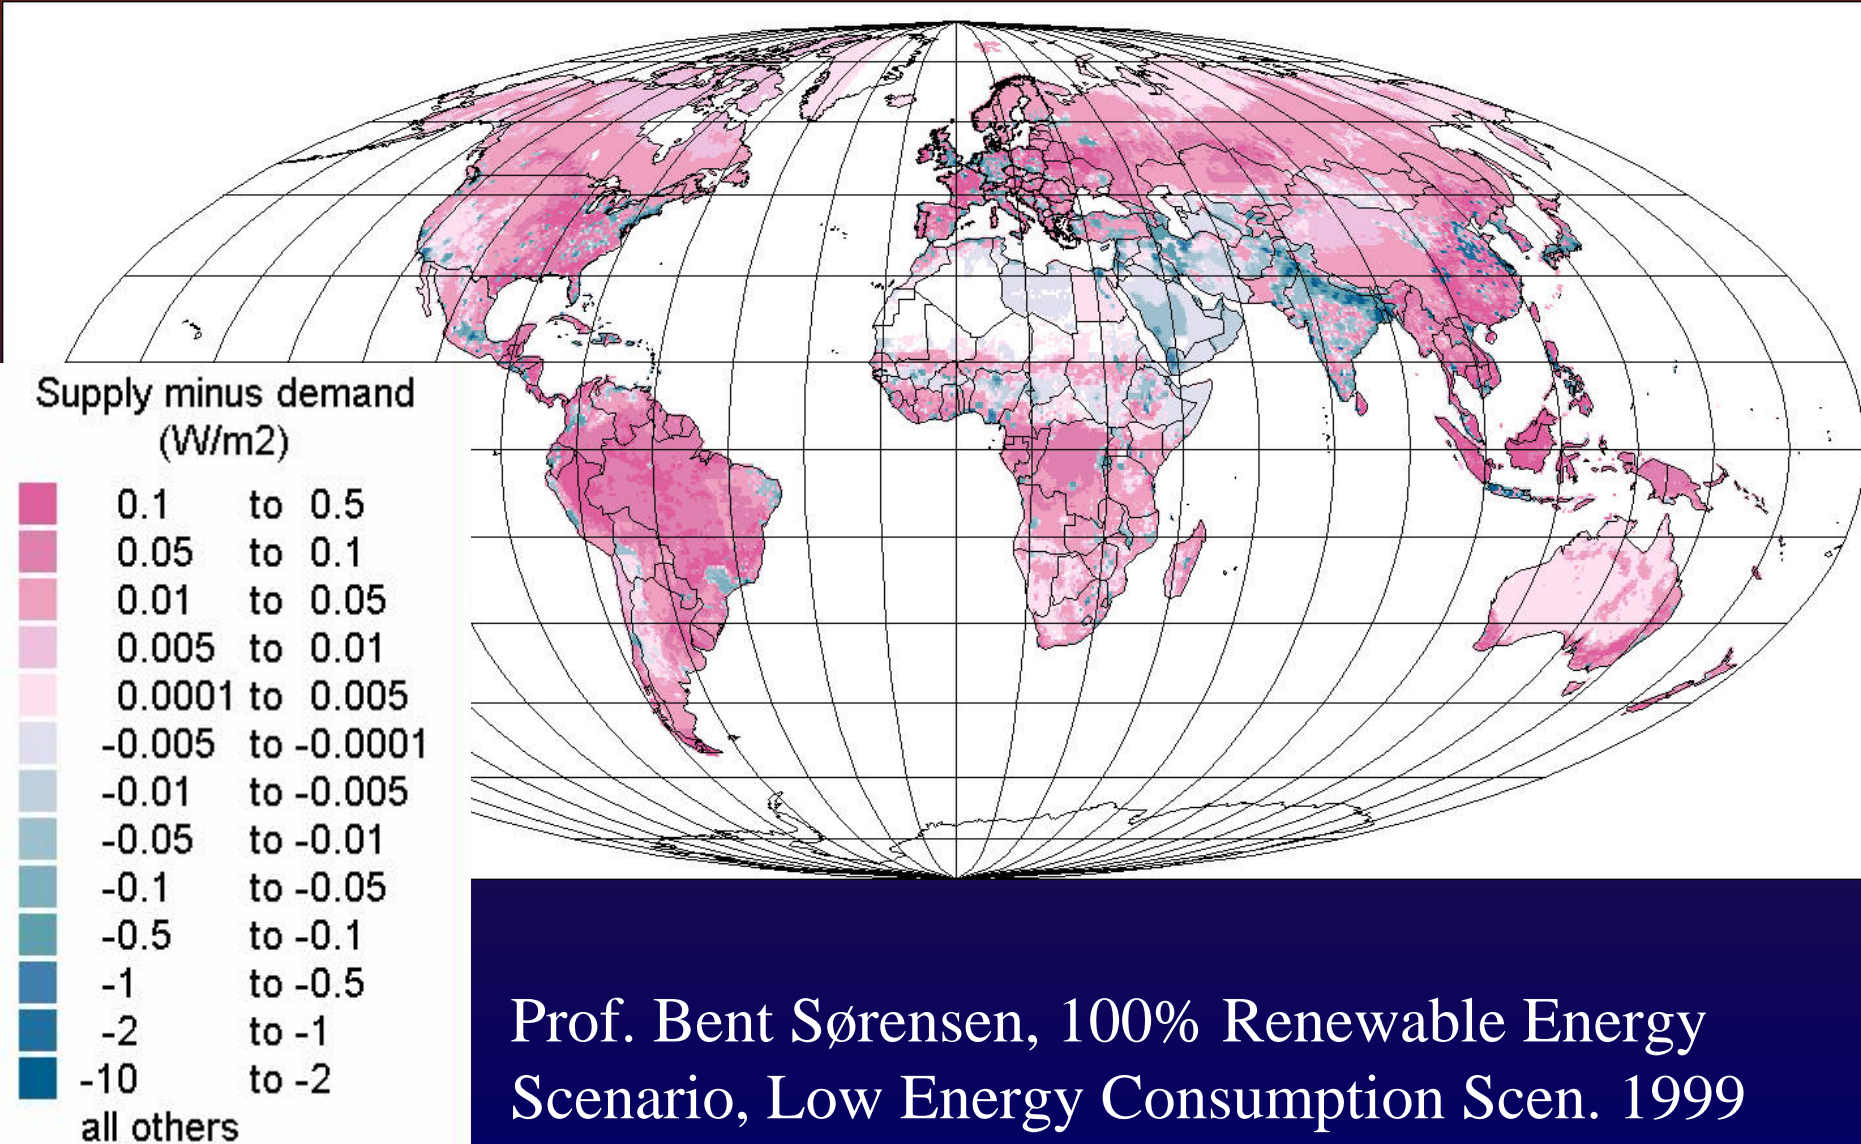 Supply minus demand
(W/m2)
0.1 to 0.5
0.05 to 0.1
0.01 to 0.05
0.005 to 0.01
0.0001 to 0.005
-0.005 to -0.0001
-0.01 to -0.005
-0.05 to -0.01
-0.1 to -0.05
-0.5 to -0.1
-1 to -0.5
-2 to -1
-10 to -2
all others
Prof. Bent Sørensen, 100% Renewable Energy
Scenario, Low Energy Consumption Scen. 1999